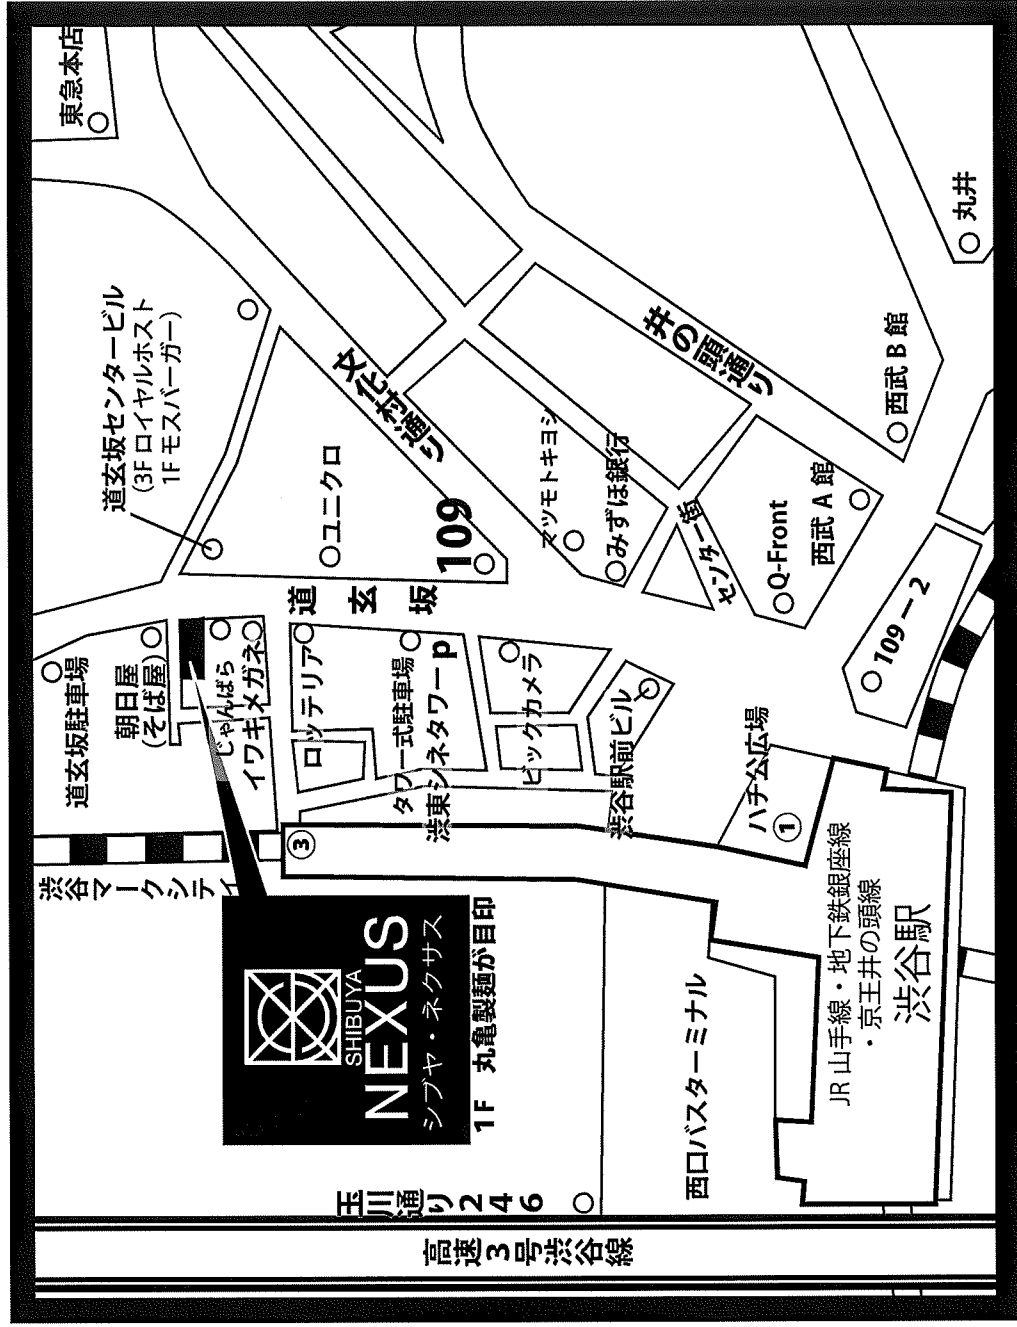 東急本店
道玄坂センタービル
(3F ロイヤルホスト
1F モスバーガー)
丸井
文化村通り
井の頭通り
ユニクロ
109
マツモトキヨシ
みずほ銀行
センター街
Q-Front
西武 A 館
西武 B 館
道玄坂
109ー2
道玄坂駐車場
朝日屋
(そば屋)
じゃんぱら
イワキメガネ
ロッテリア
タワー式駐車場
渋東シネタワーp
ビックカメラ
渋谷駅前ビル
ハチ公広場
①
③
渋谷マークシティ
SHIBUYA
NEXUS
シブヤ・ネクサス
1F 丸亀製麺が目印
西口バスターミナル
JR 山手線・地下鉄銀座線
・京王井の頭線
渋谷駅
玉川通り246
高速3号渋谷線